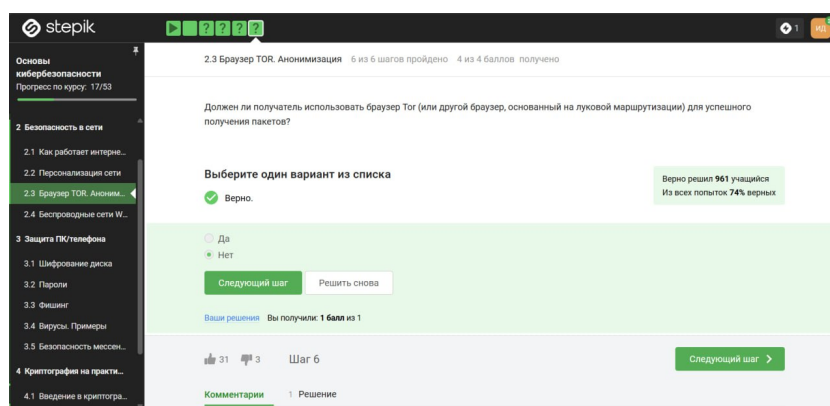 stepik
? ? ? ?
1
ИД
Основы
кибербезопасности
Прогресс по курсу: 17/53
2 Безопасность в сети
2.1 Как работает интерне...
2.2 Персонализация сети
2.3 Браузер TOR. Аноним...
2.4 Беспроводные сети W...
3 Защита ПК/телефона
3.1 Шифрование диска
3.2 Пароли
3.3 Фишинг
3.4 Вирусы. Примеры
3.5 Безопасность мессен...
4 Криптография на практи...
4.1 Введение в криптогра...
2.3 Браузер TOR. Анонимизация 6 из 6 шагов пройдено 4 из 4 баллов получено
Должен ли получатель использовать браузер Tor (или другой браузер, основанный на луковой маршрутизации) для успешного
получения пакетов?
Выберите один вариант из списка
Верно.
Верно решил 961 учащийся
Из всех попыток 74% верных
Да
Нет
Следующий шаг Решить снова
Ваши решения Вы получили: 1 балл из 1
31 3 Шаг 6
Следующий шаг
Комментарии 1 Решение